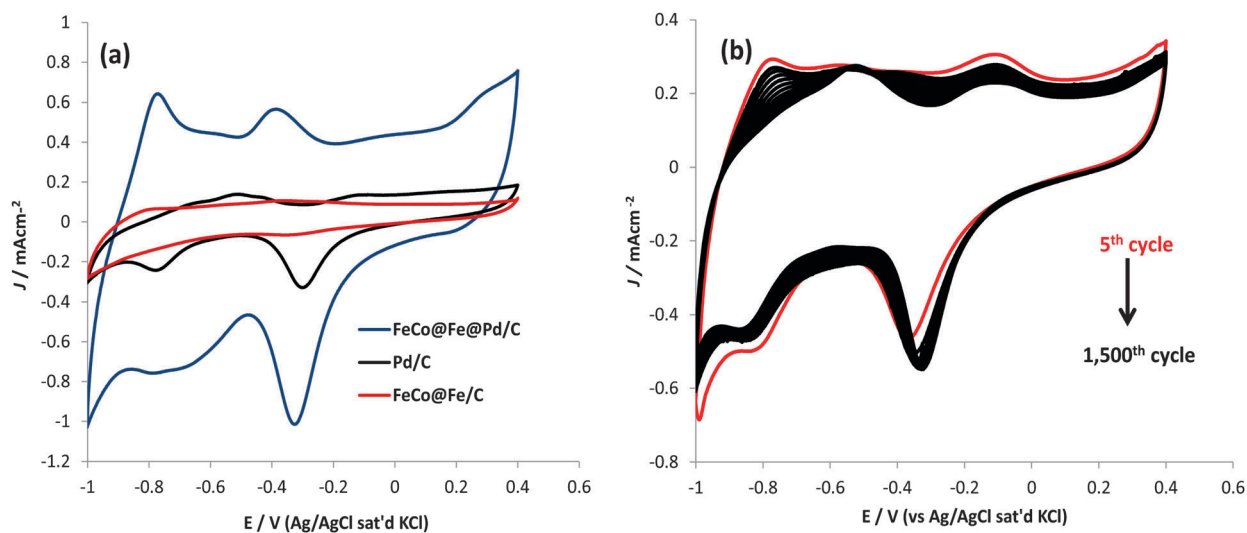 (a)
J / mAcm-2
1
0.8
0.6
0.4
0.2
0
-0.2
-0.4
-0.6
-0.8
-1
-1.2
FeCo@Fe@Pd/C
Pd/C
FeCo@Fe/C
-1 -0.8 -0.6 -0.4 -0.2 0 0.2 0.4 0.6
E / V (Ag/AgCl sat'd KCl)
(b)
J / mAcm-2
0.4
0.2
0
-0.2
-0.4
-0.6
-0.8
5th cycle
1,500th cycle
-1 -0.8 -0.6 -0.4 -0.2 0 0.2 0.4 0.6
E / V (vs Ag/AgCl sat'd KCl)